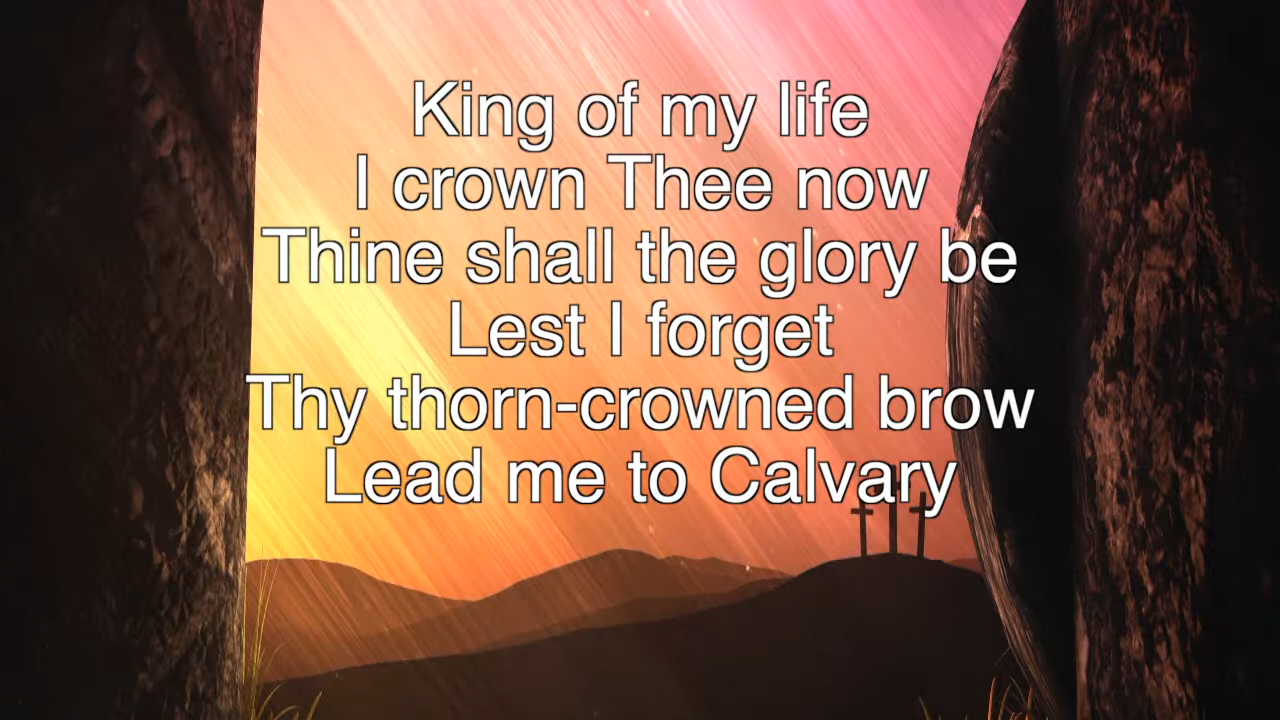 King of my life
I crown Thee now
Thine shall the glory be
Lest I forget
Thy thorn-crowned brow
Lead me to Calvary